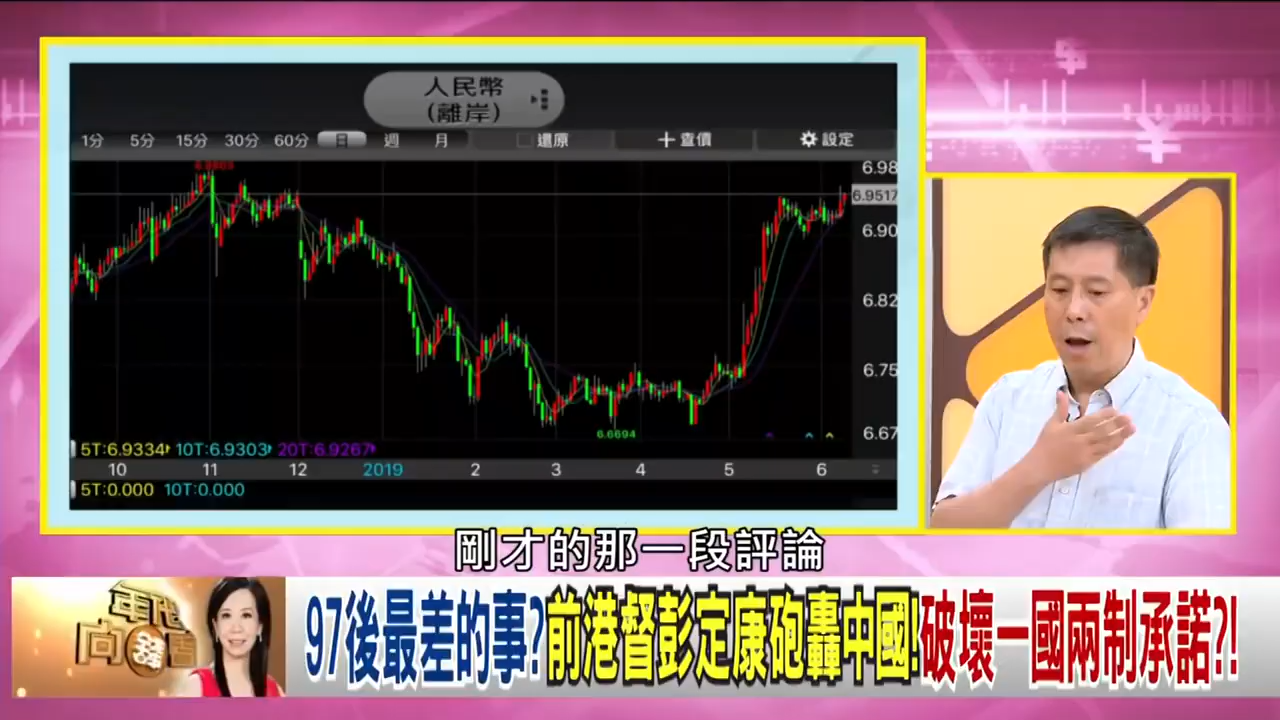 人民幣
(離岸)
1分 5分 15分 30分 60分 日 週 月 還原 查價 設定
6.98
6.9517
6.90
6.82
6.75
6.67
6.6694
5T:6.9334 10T:6.9303 20T:6.9267
10 11 12 2019 2 3 4 5 6
5T:0.000 10T:0.000
剛才的那一段評論
年代
向錢看
97後最差的事?前港督彭定康砲轟中國!破壞一國兩制承諾?!